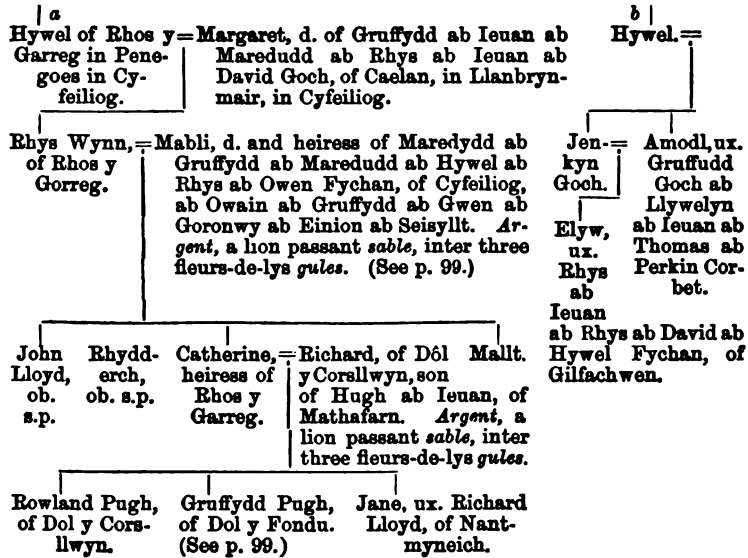 a
Hywel of Rhos y=Margaret, d. of Gruffydd ab Ieuan ab
Garreg in Pene-
goes in Cy-
feiliog.
Maredudd ab Rhys ab Ieuan ab
David Goch, of Caelan, in Llanbryn-
mair, in Cyfeiliog.
b
Hywel.=
Rhys Wynn,=Mabli, d. and heiress of Maredydd ab
of Rhos y
Gorreg.
Gruffydd ab Maredudd ab Hywel ab
Rhys ab Owen Fychan, of Cyfeiliog,
ab Owain ab Gruffydd ab Gwen ab
Goronwy ab Einion ab Seisyllt. Ar-
gent, a lion passant sable, inter three
fleurs-de-lys gules. (See p. 99.)
Jen-=
kyn
Goch.
Amodl, ux.
Gruffudd
Goch ab
Llywelyn
ab Ieuan ab
Thomas ab
Perkin Cor-
bet.
Elyw,
ux.
Rhys
ab
Ieuan
ab Rhys ab David ab
Hywel Fychan, of
Gilfachwen.
John
Lloyd,
ob.
s.p.
Rhydd-
erch,
ob. s.p.
Catherine,=Richard, of Dôl
heiress of
Rhos y
Garreg.
y Corsllwyn, son
of Hugh ab Ieuan, of
Mathafarn. Argent, a
lion passant sable, inter
three fleurs-de-lys gules.
Mallt.
Rowland Pugh,
of Dol y Cors-
llwyn.
Gruffydd Pugh,
of Dol y Fondu.
(See p. 99.)
Jane, ux. Richard
Lloyd, of Nant-
myneich.